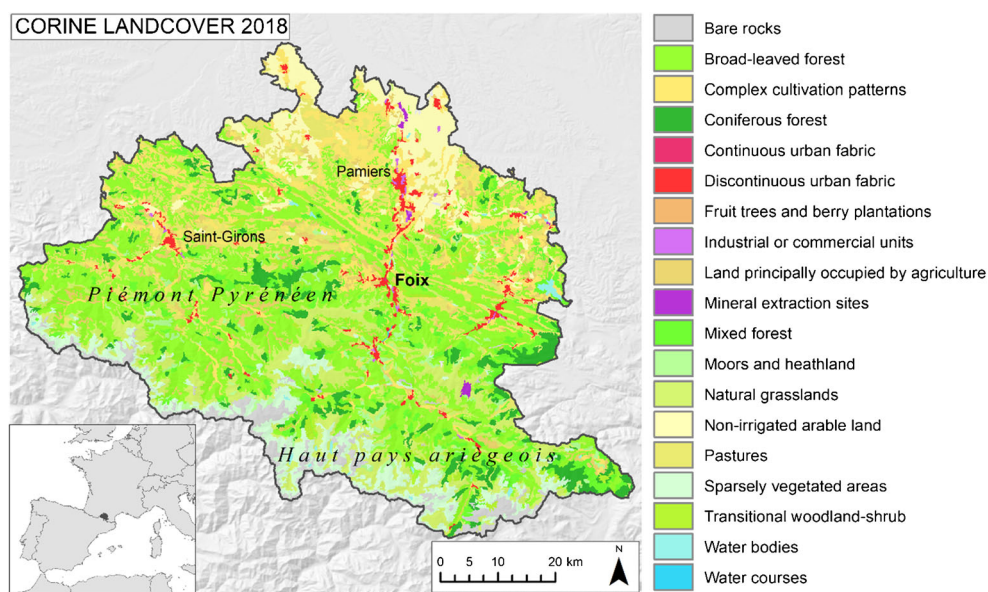 CORINE LANDCOVER 2018
Pamiers
Saint-Girons
Foix
Piémont Pyrénéen
Haut pays ariégeois
0 5 10 20 km
N
Bare rocks
Broad-leaved forest
Complex cultivation patterns
Coniferous forest
Continuous urban fabric
Discontinuous urban fabric
Fruit trees and berry plantations
Industrial or commercial units
Land principally occupied by agriculture
Mineral extraction sites
Mixed forest
Moors and heathland
Natural grasslands
Non-irrigated arable land
Pastures
Sparsely vegetated areas
Transitional woodland-shrub
Water bodies
Water courses